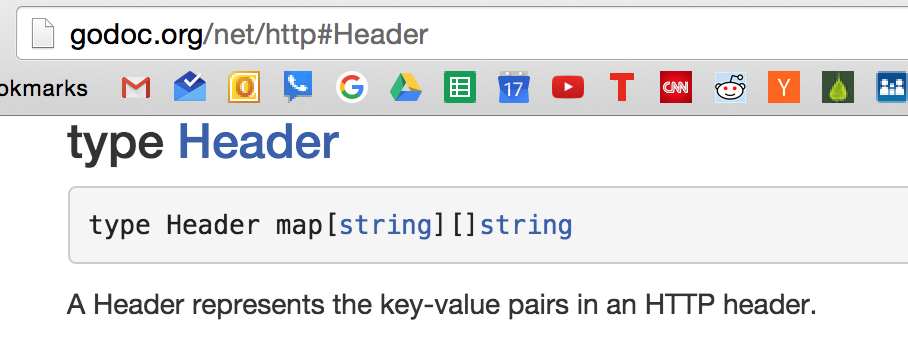 godoc.org/net/http#Header
okmarks
17
T
CNN
Y
type Header
type Header map[string][]string
A Header represents the key-value pairs in an HTTP header.